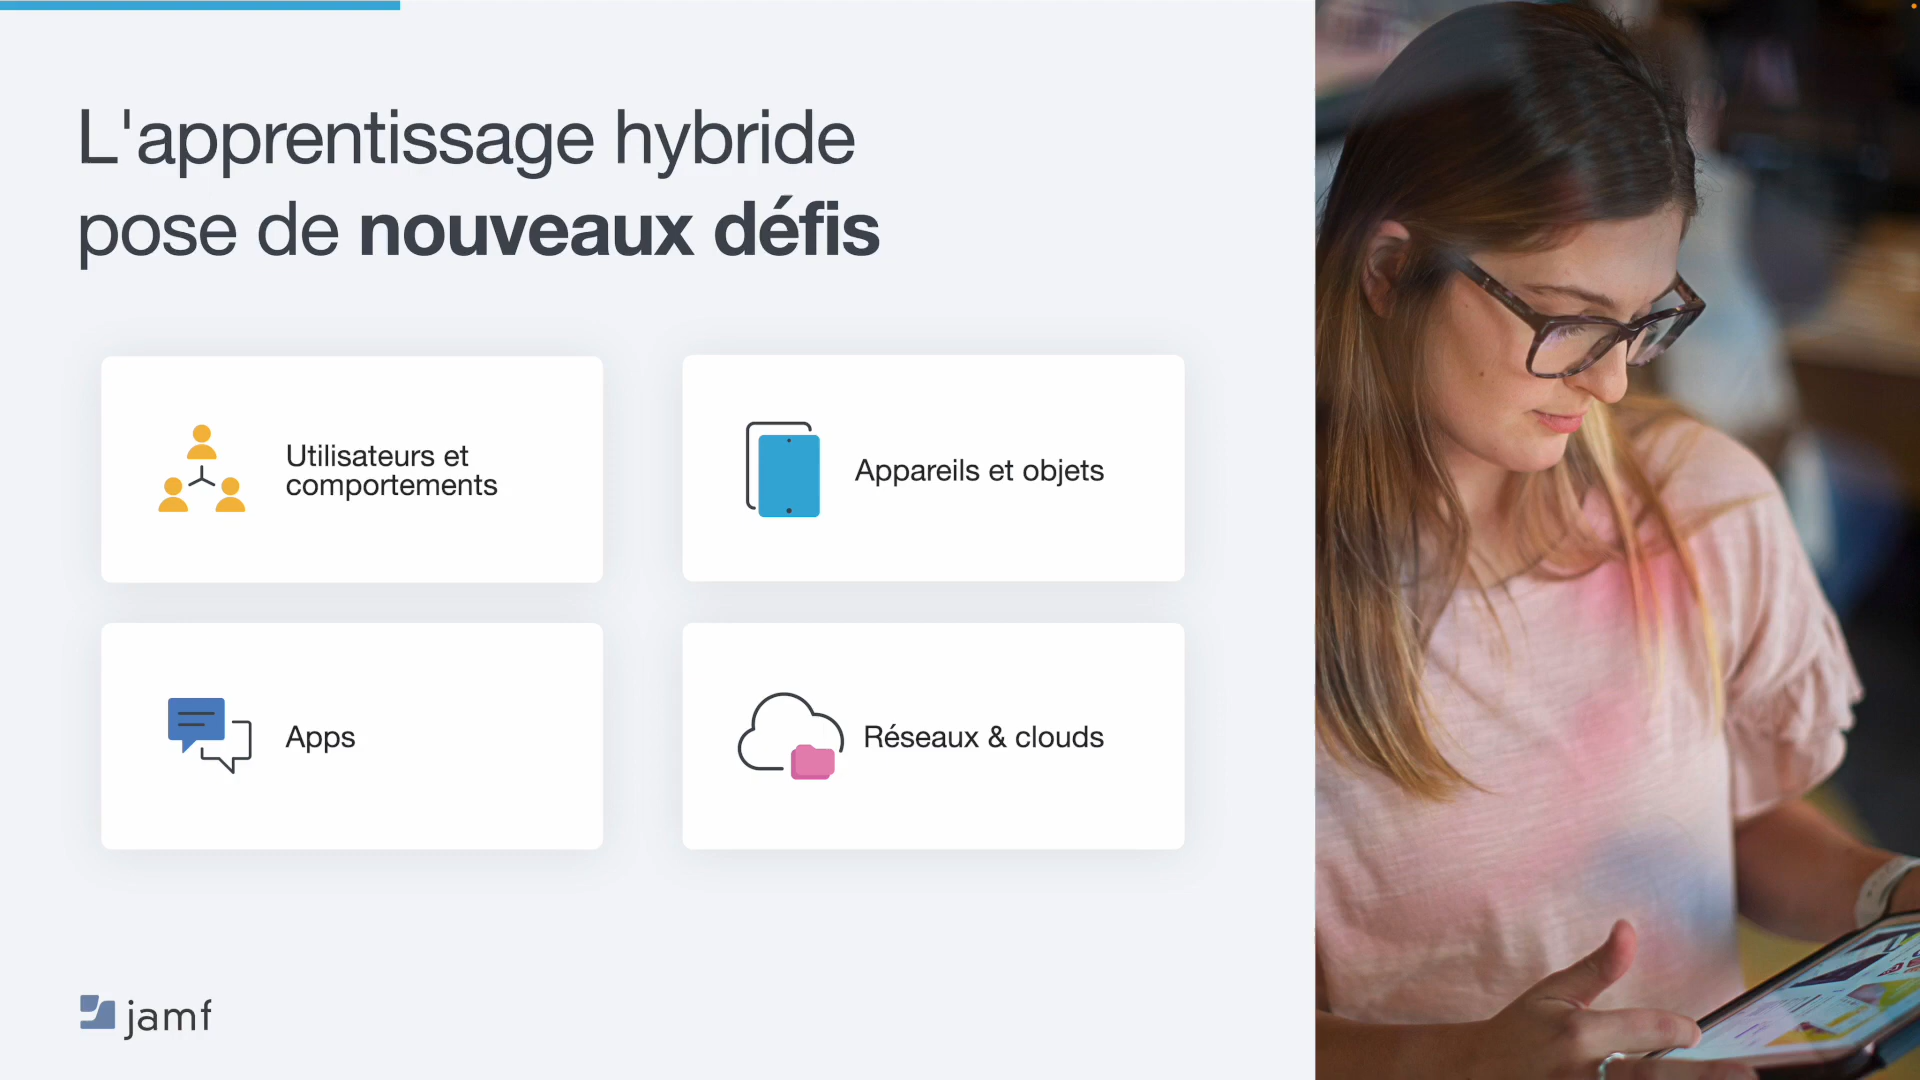 L'apprentissage hybride
pose de nouveaux défis
Utilisateurs et
comportements
Appareils et objets
Apps
Réseaux & clouds
jamf